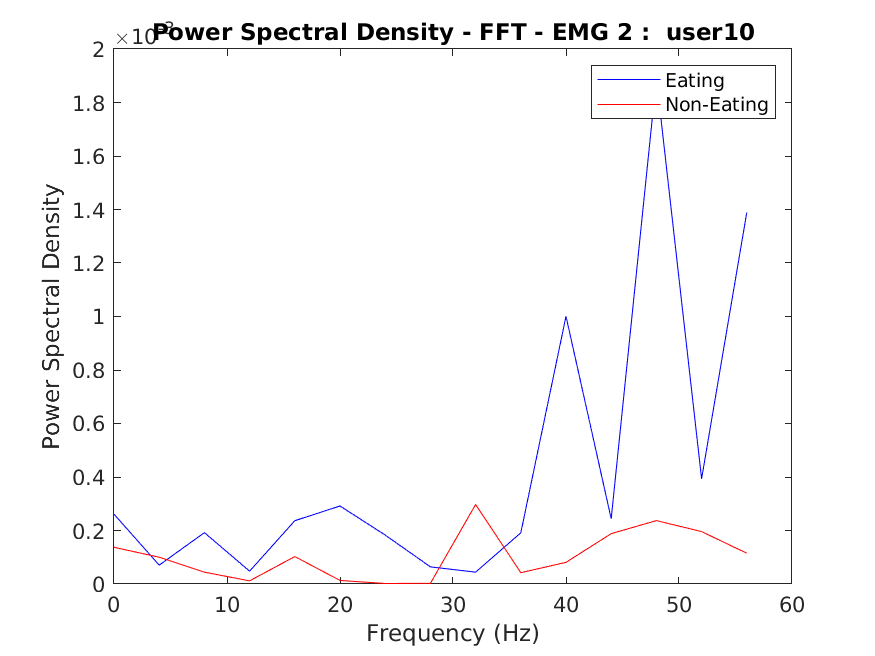 ×10⁻³
Power Spectral Density - FFT - EMG 2 : user10
Eating
Non-Eating
2
1.8
1.6
1.4
1.2
1
0.8
0.6
0.4
0.2
0
Power Spectral Density
0 10 20 30 40 50 60
Frequency (Hz)